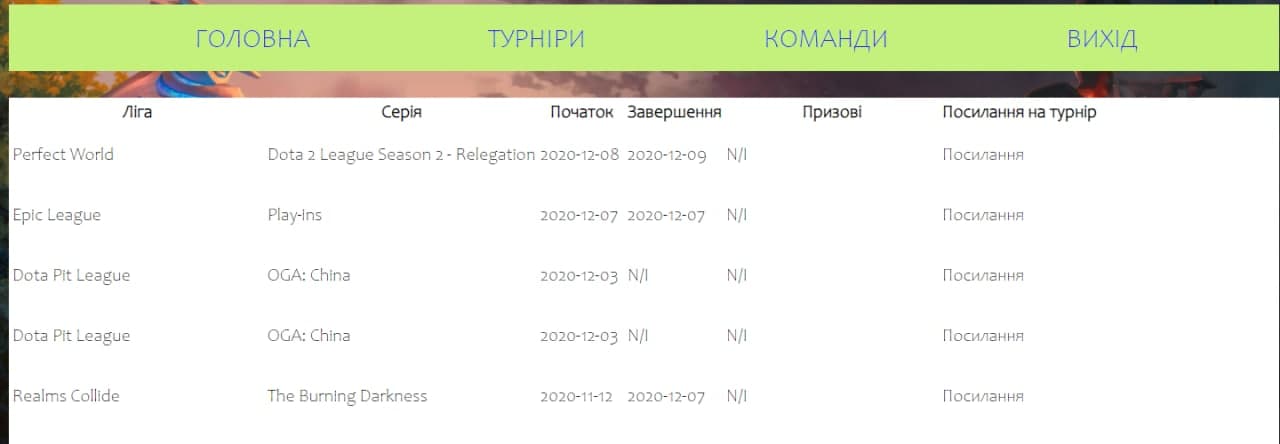 ГОЛОВНА ТУРНІРИ КОМАНДИ ВИХІД
Ліга Серія Початок Завершення Призові Посилання на турнір
Perfect World Dota 2 League Season 2 - Relegation 2020-12-08 2020-12-09 N/I Посилання
Epic League Play-ins 2020-12-07 2020-12-07 N/I Посилання
Dota Pit League OGA: China 2020-12-03 N/I N/I Посилання
Dota Pit League OGA: China 2020-12-03 N/I N/I Посилання
Realms Collide The Burning Darkness 2020-11-12 2020-12-07 N/I Посилання